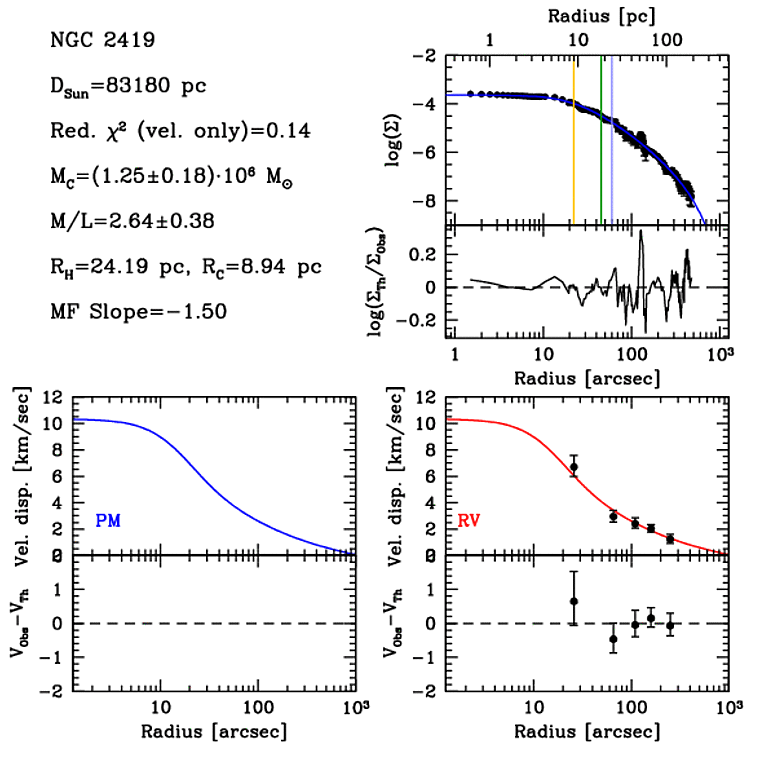 NGC 2419
D_Sun=83180 pc
Red. χ² (vel. only)=0.14
M_C=(1.25±0.18)·10⁶ M_⊙
M/L=2.64±0.38
R_H=24.19 pc, R_C=8.94 pc
MF Slope=−1.50
Radius [pc]
1 10 100
log(Σ)
−2
−4
−6
−8
log(Σ_Th/Σ_Obs)
0.2
0
−0.2
1 10 100 10³
Radius [arcsec]
Vel. disp. [km/sec]
12
10
8
6
4
2
0
PM
V_Obs−V_Th
2
1
0
−1
−2
10 100 10³
Radius [arcsec]
Vel. disp. [km/sec]
12
10
8
6
4
2
0
RV
V_Obs−V_Th
2
1
0
−1
−2
10 100 10³
Radius [arcsec]